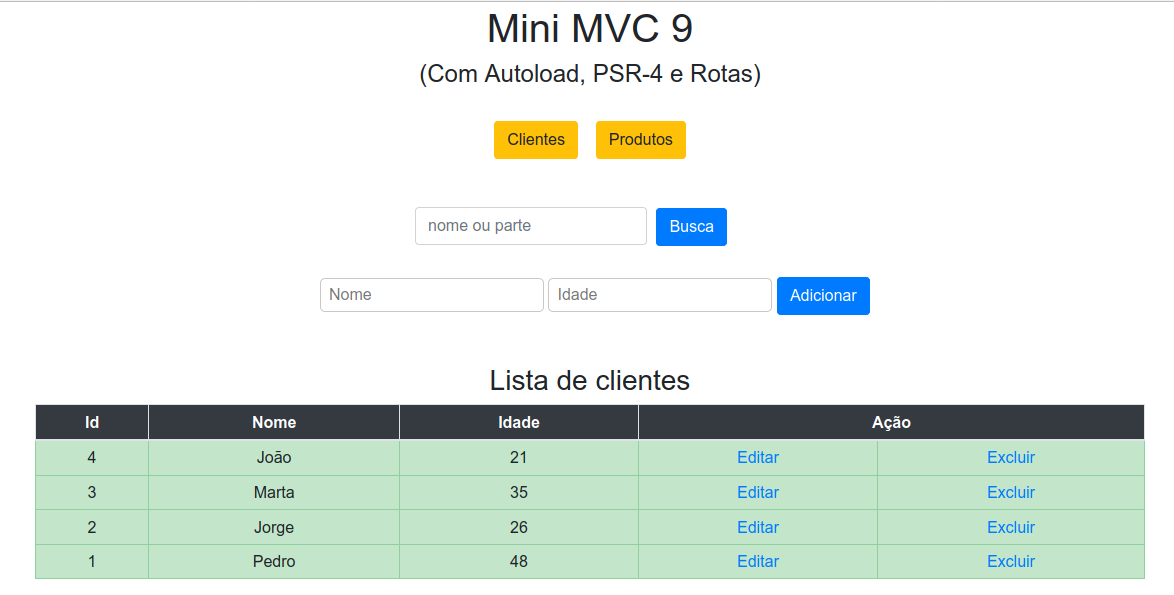 Mini MVC 9
(Com Autoload, PSR-4 e Rotas)
Clientes Produtos
nome ou parte Busca
Nome Idade Adicionar
Lista de clientes
Id Nome Idade Ação
4 João 21 Editar Excluir
3 Marta 35 Editar Excluir
2 Jorge 26 Editar Excluir
1 Pedro 48 Editar Excluir